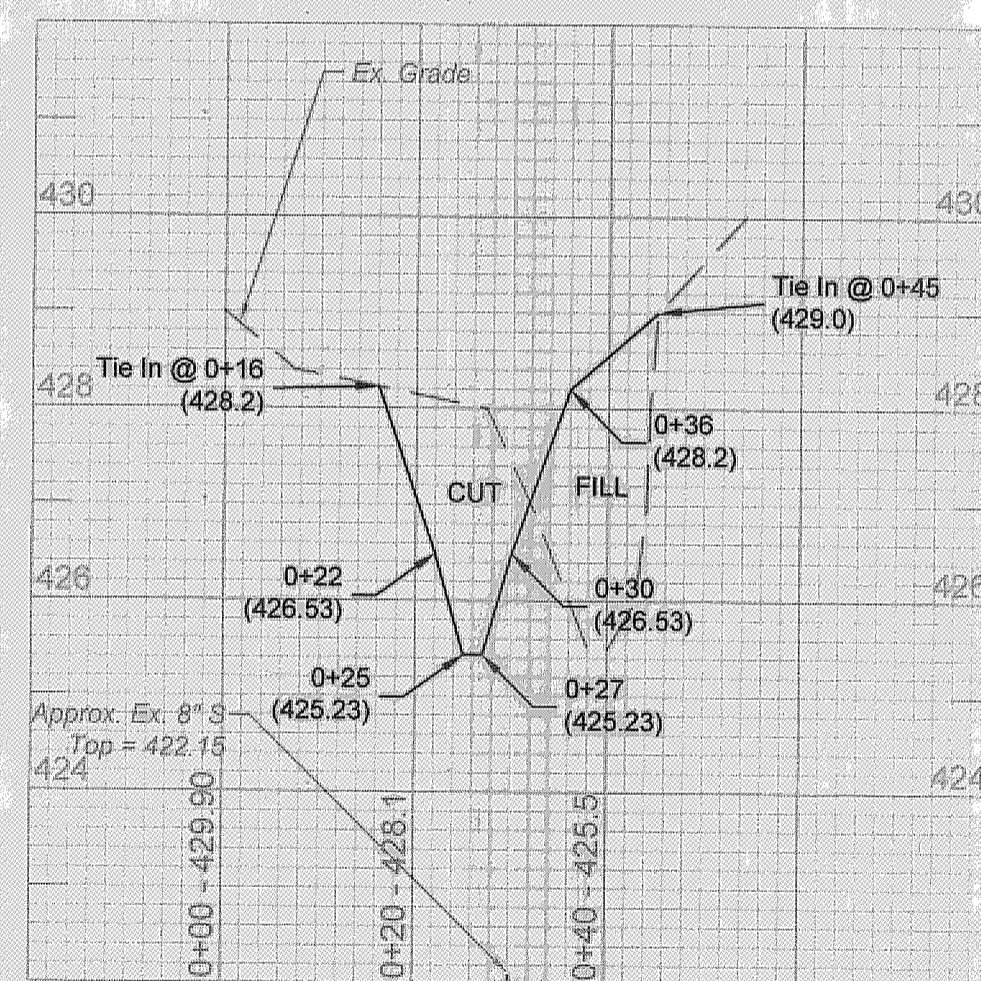 Ex. Grade
430
430
Tie In @ 0+45
(429.0)
Tie In @ 0+16
(428.2)
428
428
0+36
(428.2)
CUT
FILL
426
426
0+22
(426.53)
0+30
(426.53)
0+25
(425.23)
0+27
(425.23)
Approx. Ex. 8" S
Top = 422.15
424
424
0+00 - 429.90
0+20 - 428.1
0+40 - 425.5